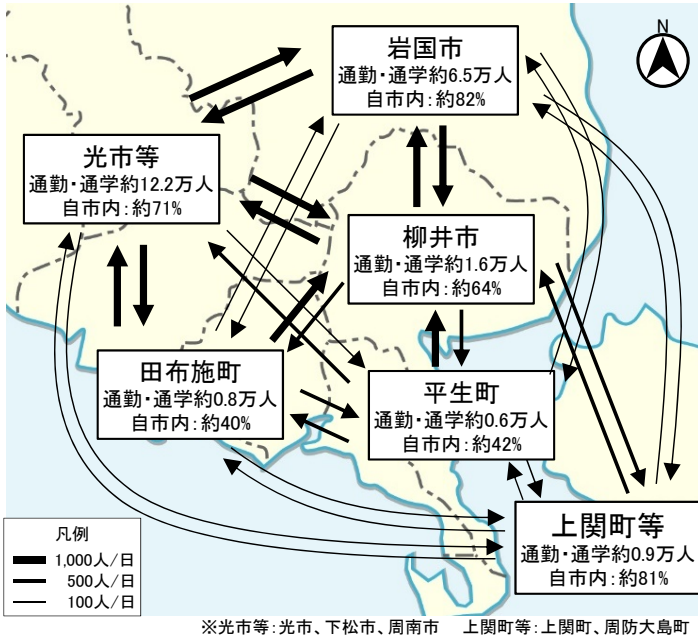 N
岩国市
通勤・通学約6.5万人
自市内：約82%
光市等
通勤・通学約12.2万人
自市内：約71%
柳井市
通勤・通学約1.6万人
自市内：約64%
田布施町
通勤・通学約0.8万人
自市内：約40%
平生町
通勤・通学約0.6万人
自市内：約42%
上関町等
通勤・通学約0.9万人
自市内：約81%
凡例
1,000人/日
500人/日
100人/日
※光市等：光市、下松市、周南市　上関町等：上関町、周防大島町